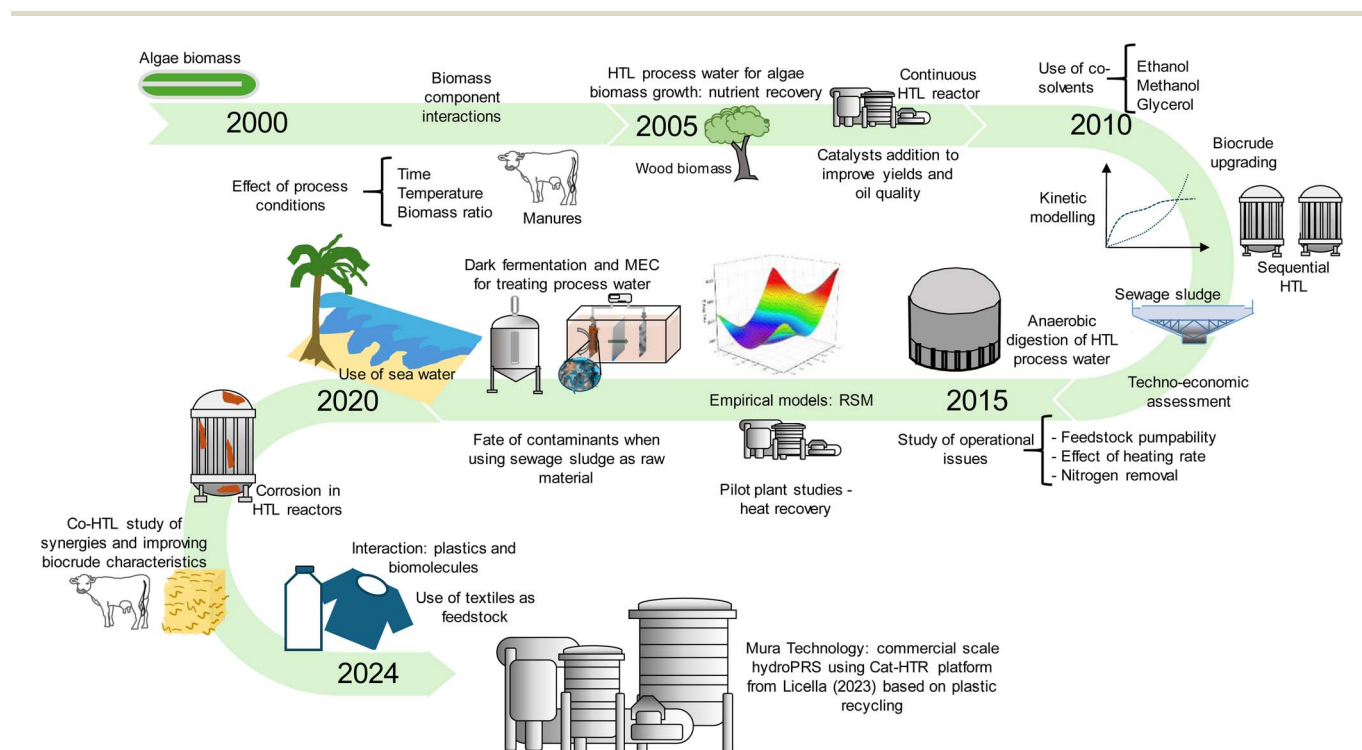 Algae biomass
2000
Biomass
component
interactions
Effect of process
conditions
Time
Temperature
Biomass ratio
Manures
HTL process water for algae
biomass growth: nutrient recovery
2005
Wood biomass
Continuous
HTL reactor
Catalysts addition to
improve yields and
oil quality
Use of co-
solvents
Ethanol
Methanol
Glycerol
2010
Biocrude
upgrading
Kinetic
modelling
Sequential
HTL
Sewage sludge
Techno-economic
assessment
Anaerobic
digestion of HTL
process water
2015
Study of operational
issues
- Feedstock pumpability
- Effect of heating rate
- Nitrogen removal
Empirical models: RSM
Pilot plant studies -
heat recovery
Dark fermentation and MEC
for treating process water
Fate of contaminants when
using sewage sludge as raw
material
Use of sea water
2020
Corrosion in
HTL reactors
Co-HTL study of
synergies and improving
biocrude characteristics
Interaction: plastics and
biomolecules
Use of textiles as
feedstock
2024
Mura Technology: commercial scale
hydroPRS using Cat-HTR platform
from Licella (2023) based on plastic
recycling